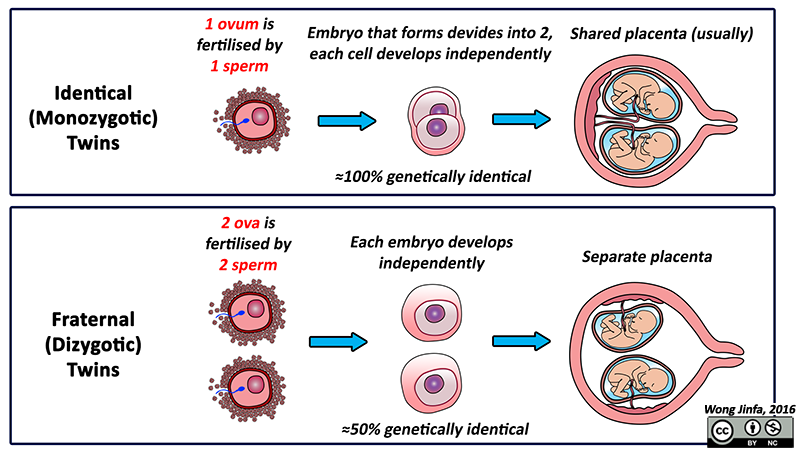 Identical
(Monozygotic)
Twins
1 ovum is
fertilised by
1 sperm
Embryo that forms devides into 2,
each cell develops independently
≈100% genetically identical
Shared placenta (usually)
Fraternal
(Dizygotic)
Twins
2 ova is
fertilised by
2 sperm
Each embryo develops
independently
≈50% genetically identical
Separate placenta
Wong Jinfa, 2016
cc
BY NC